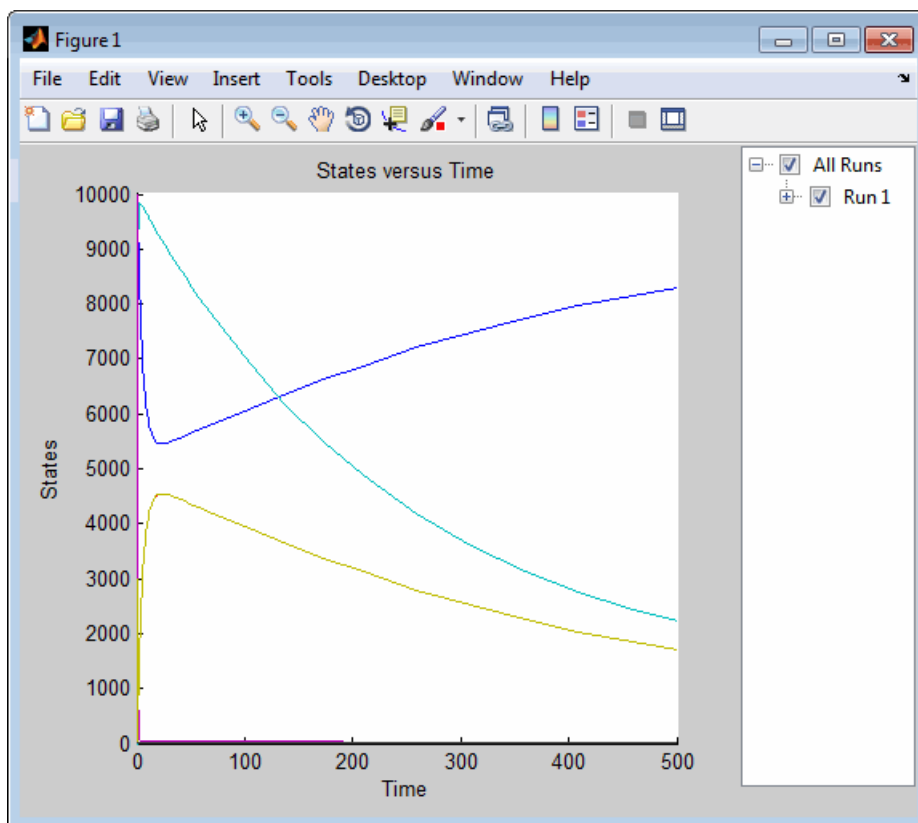 Figure 1
File Edit View Insert Tools Desktop Window Help
States versus Time
All Runs
Run 1
10000
9000
8000
7000
6000
5000
4000
3000
2000
1000
0
States
0 100 200 300 400 500
Time